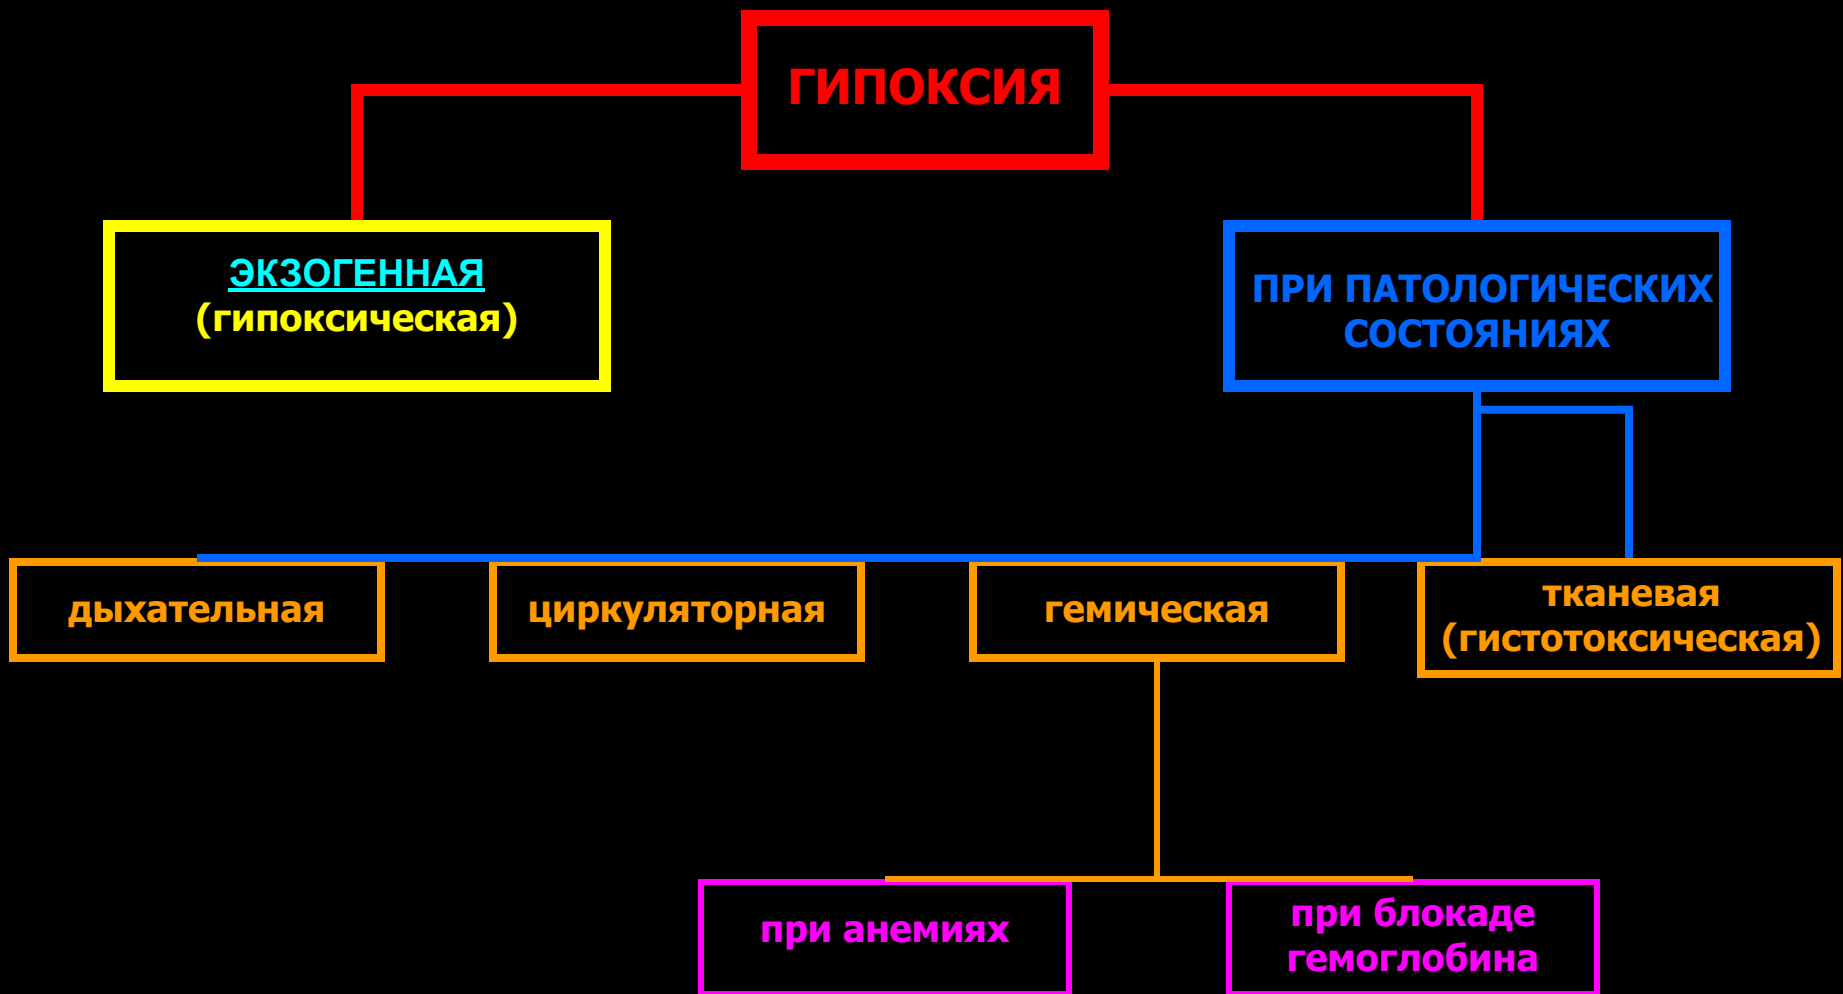 ГИПОКСИЯ
ЭКЗОГЕННАЯ
(гипоксическая)
ПРИ ПАТОЛОГИЧЕСКИХ
СОСТОЯНИЯХ
дыхательная
циркуляторная
гемическая
тканевая
(гистотоксическая)
при анемиях
при блокаде
гемоглобина